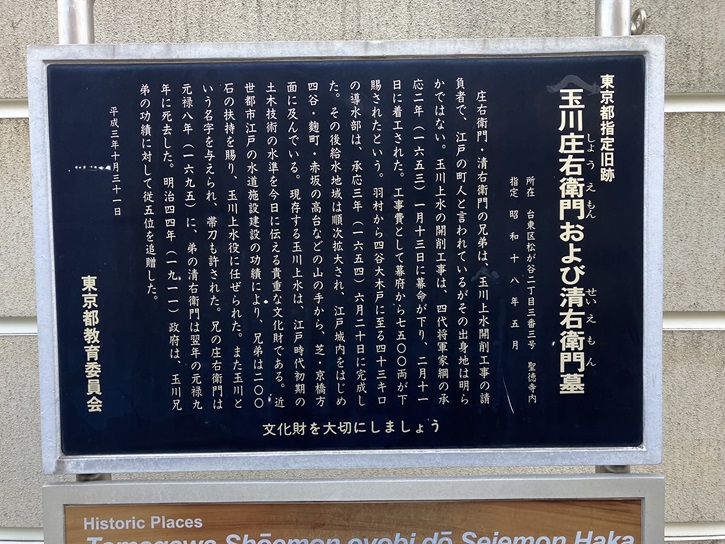 東京都指定旧跡
玉川庄右衛門および清右衛門墓
しょうえもん
せいえもん
所在 台東区松が谷二丁目三番三号 聖徳寺内
指定 昭和十八年五月
庄右衛門・清右衛門の兄弟は、玉川上水開削工事の請
負者で、江戸の町人と言われているがその出身地は明ら
かではない。玉川上水の開削工事は、四代将軍家綱の承
応二年（一六五三）一月十三日に幕命が下り、二月十一
日に着工された。工事費として幕府から七五〇〇両が下
賜されたという。羽村から四谷大木戸に至る四十三キロ
の導水部は、承応三年（一六五四）六月二十日に完成し
た。その後給水地域は順次拡大され、江戸城内をはじめ
四谷・麹町・赤坂の高台などの山の手から、芝・京橋方
面に及んでいる。現存する玉川上水は、江戸時代初期の
土木技術の水準を今日に伝える貴重な文化財である。近
世都市江戸の水道施設建設の功績により、兄弟は二〇〇
石の扶持を賜り、玉川上水役に任ぜられた。また玉川と
いう名字を与えられ、帯刀も許された。兄の庄右衛門は
元禄八年（一六九五）に、弟の清右衛門は翌年の元禄九
年に死去した。明治四四年（一九一一）政府は、玉川兄
弟の功績に対して従五位を追贈した。
平成三年十月三十一日
東京都教育委員会
文化財を大切にしましょう
Historic Places
Tamagawa Shōemon oyobi dō Seiemon Haka